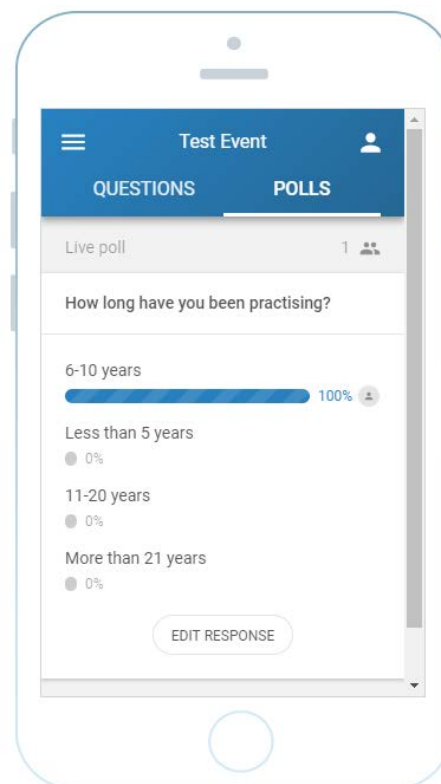 Test Event
QUESTIONS POLLS
Live poll 1
How long have you been practising?
6-10 years
100%
Less than 5 years
0%
11-20 years
0%
More than 21 years
0%
EDIT RESPONSE